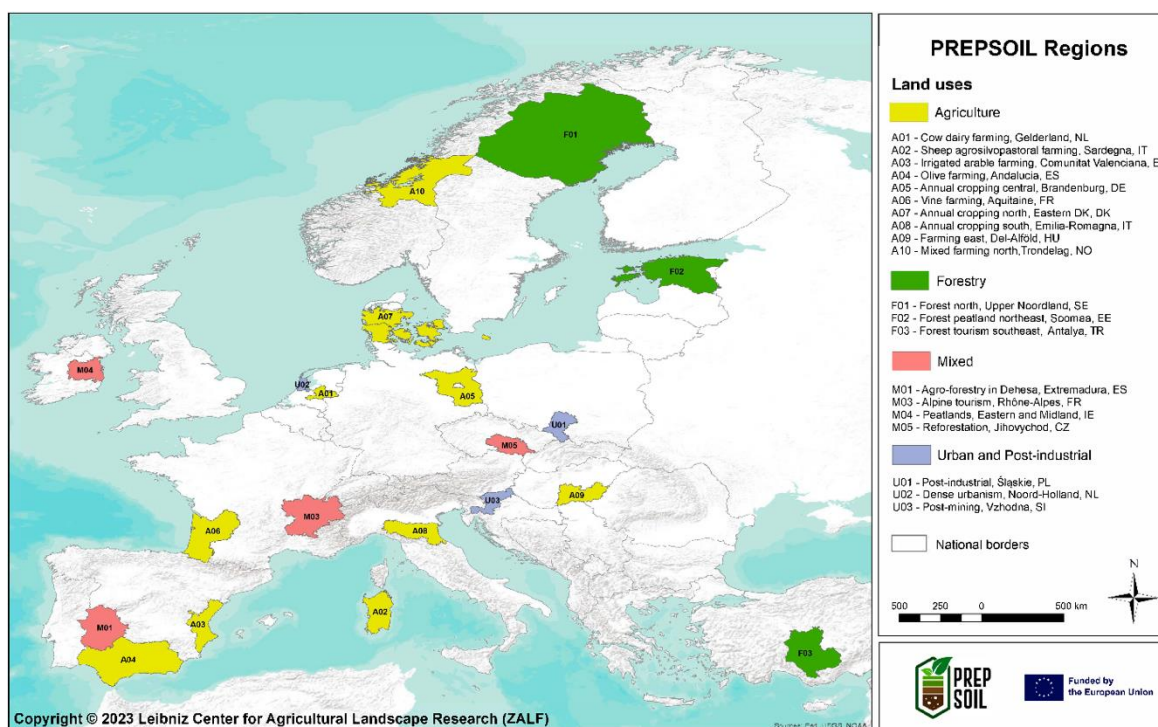 PREPSOIL Regions
Land uses
Agriculture
A01 - Cow dairy farming, Gelderland, NL
A02 - Sheep agrosilvopastoral farming, Sardegna, IT
A03 - Irrigated arable farming, Comunitat Valenciana, E
A04 - Olive farming, Andalucia, ES
A05 - Annual cropping central, Brandenburg, DE
A06 - Vine farming, Aquitaine, FR
A07 - Annual cropping north, Eastern DK, DK
A08 - Annual cropping south, Emilia-Romagna, IT
A09 - Farming east, Del-Alföld, HU
A10 - Mixed farming north,Trondelag, NO
Forestry
F01 - Forest north, Upper Noordland, SE
F02 - Forest peatland northeast, Soomaa, EE
F03 - Forest tourism southeast, Antalya, TR
Mixed
M01 - Agro-forestry in Dehesa, Extremadura, ES
M03 - Alpine tourism, Rhône-Alpes, FR
M04 - Peatlands, Eastern and Midland, IE
M05 - Reforestation, Jihovychod, CZ
Urban and Post-industrial
U01 - Post-industrial, Śląskie, PL
U02 - Dense urbanism, Noord-Holland, NL
U03 - Post-mining, Vzhodna, SI
National borders
N
500 250 0 500 km
F01
A10
F02
A07
M04
U02
A01
A05
U01
M05
U03
A09
M03
A06
A08
A02
A03
M01
A04
F03
Copyright © 2023 Leibniz Center for Agricultural Landscape Research (ZALF)
Sources: Esri, USGS, NOAA
PREP
SOIL
Funded by
the European Union